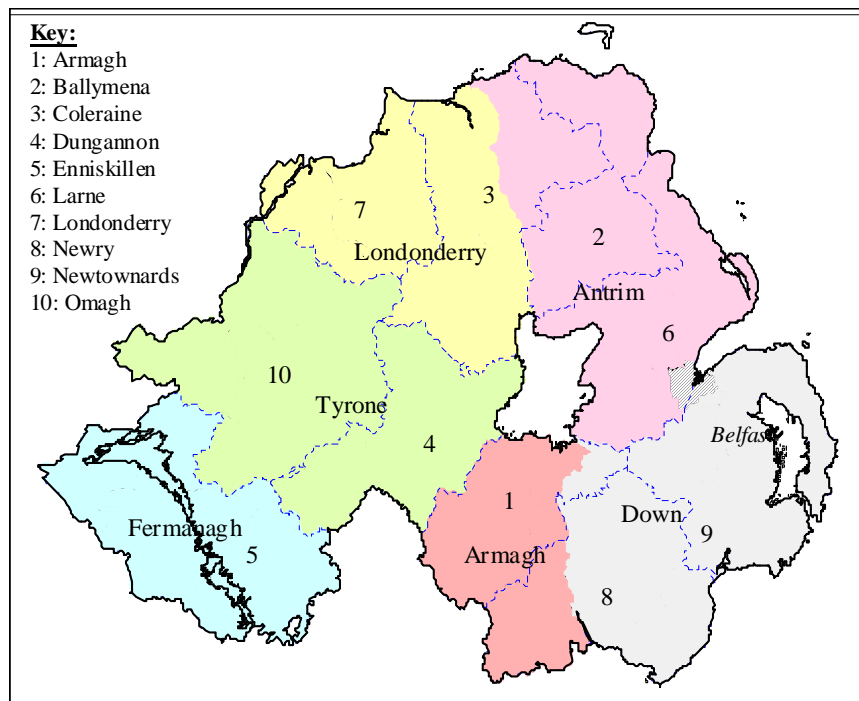 Key:
1: Armagh
2: Ballymena
3: Coleraine
4: Dungannon
5: Enniskillen
6: Larne
7: Londonderry
8: Newry
9: Newtownards
10: Omagh
3
7
2
Londonderry
Antrim
6
10
Tyrone
Belfas
4
1
Down
Fermanagh
9
5
Armagh
8